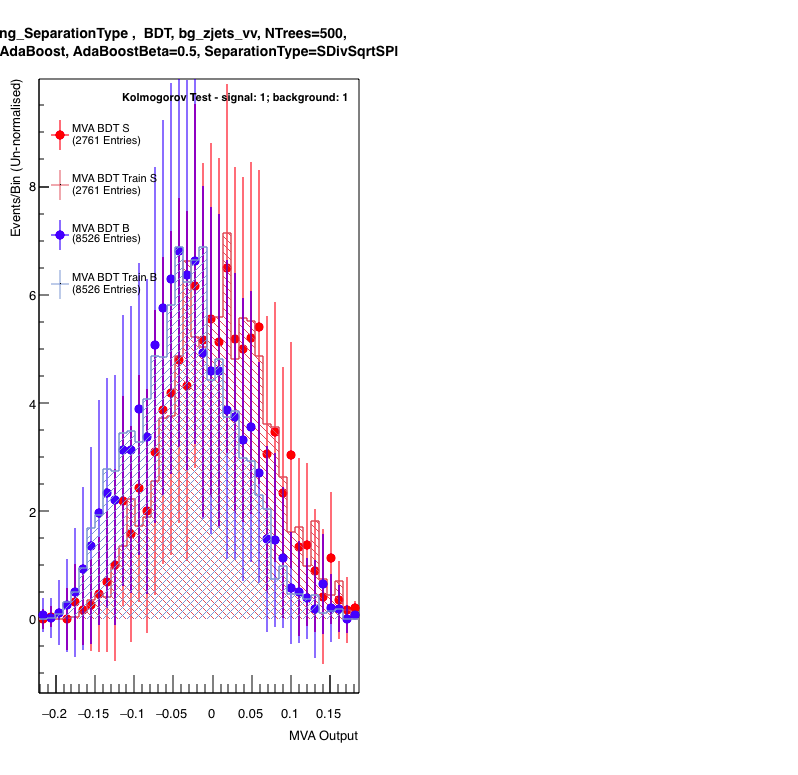 ng_SeparationType , BDT, bg_zjets_vv, NTrees=500,
AdaBoost, AdaBoostBeta=0.5, SeparationType=SDivSqrtSPl
Events/Bin (Un-normalised)
Kolmogorov Test - signal: 1; background: 1
MVA BDT S
(2761 Entries)
MVA BDT Train S
(2761 Entries)
MVA BDT B
(8526 Entries)
MVA BDT Train B
(8526 Entries)
8
6
4
2
0
−0.2 −0.15 −0.1 −0.05 0 0.05 0.1 0.15
MVA Output